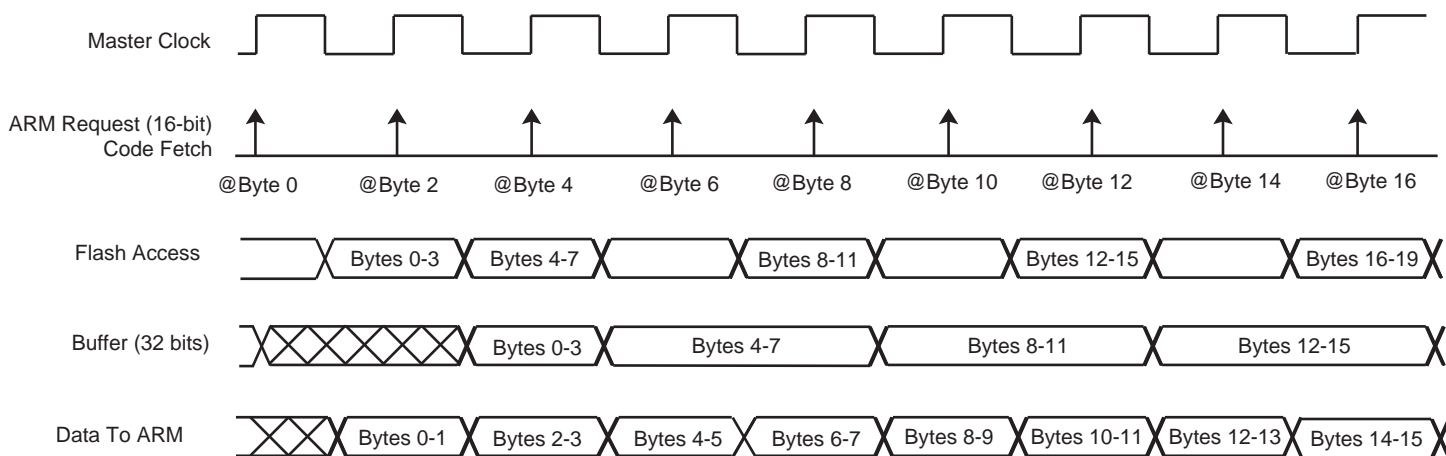 Master Clock
ARM Request (16-bit)
Code Fetch
@Byte 0 @Byte 2 @Byte 4 @Byte 6 @Byte 8 @Byte 10 @Byte 12 @Byte 14 @Byte 16
Flash Access Bytes 0-3 Bytes 4-7 Bytes 8-11 Bytes 12-15 Bytes 16-19
Buffer (32 bits) Bytes 0-3 Bytes 4-7 Bytes 8-11 Bytes 12-15
Data To ARM Bytes 0-1 Bytes 2-3 Bytes 4-5 Bytes 6-7 Bytes 8-9 Bytes 10-11 Bytes 12-13 Bytes 14-15